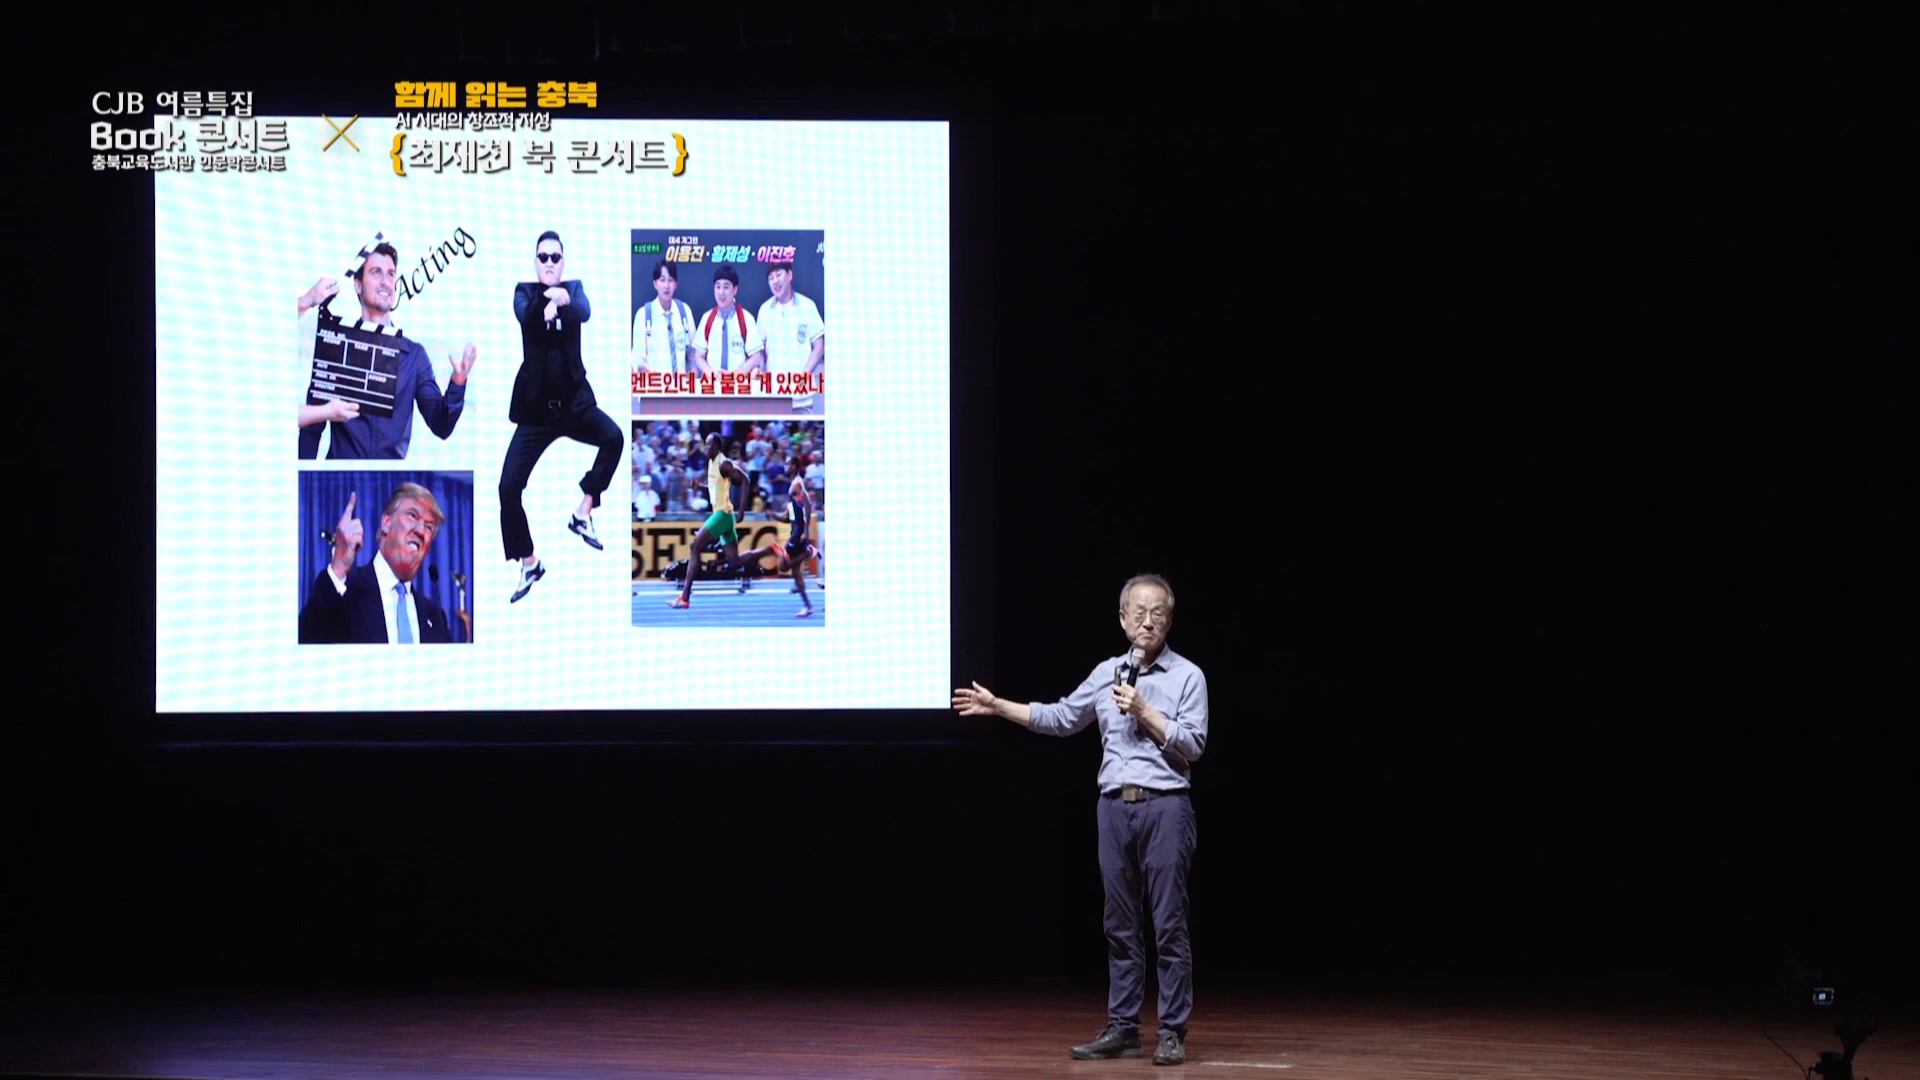 CJB 여름특집
Book 콘서트
충북교육도서관 인문학콘서트
함께 읽는 충북
AI 시대의 창조적 지성
{최재천 북 콘서트}
Acting
이용진·황제성·이진호
멘트인데 살 붙일 게 있었나
SEIKO